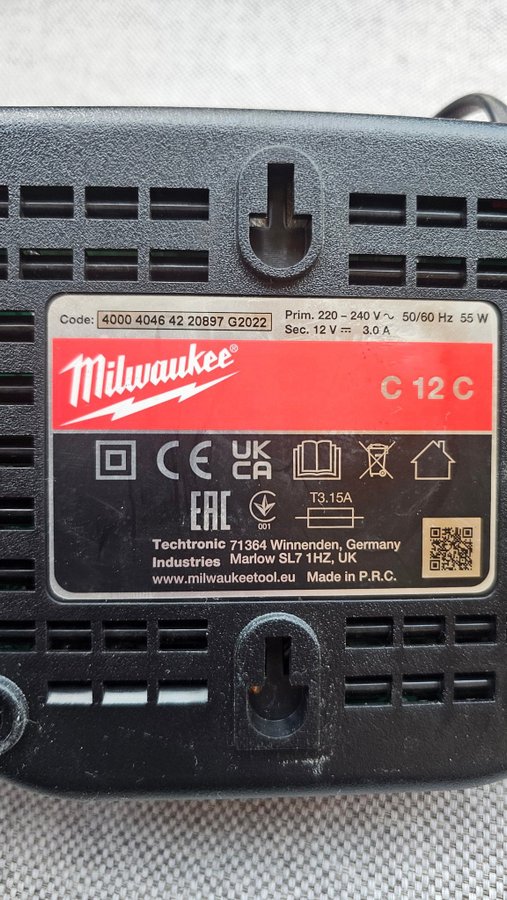 Code: 4000 4046 42 20897 G2022
Prim. 220 – 240 V ~ 50/60 Hz 55 W
Sec. 12 V ⎓ 3.0 A
Milwaukee®
C 12 C
CE UK CA
EAC 001 T3.15A
Techtronic Industries
71364 Winnenden, Germany
Marlow SL7 1HZ, UK
www.milwaukeetool.eu Made in P.R.C.